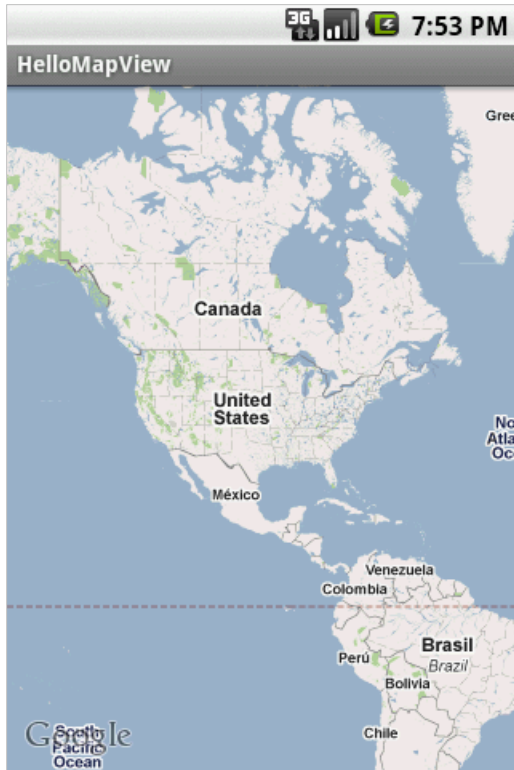 3G 7:53 PM
HelloMapView
Gree
Canada
United
States
No
Atla
Oc
México
Venezuela
Colombia
Perú
Brasil
Brazil
Bolivia
Chile
Google
South
Pacific
Ocean